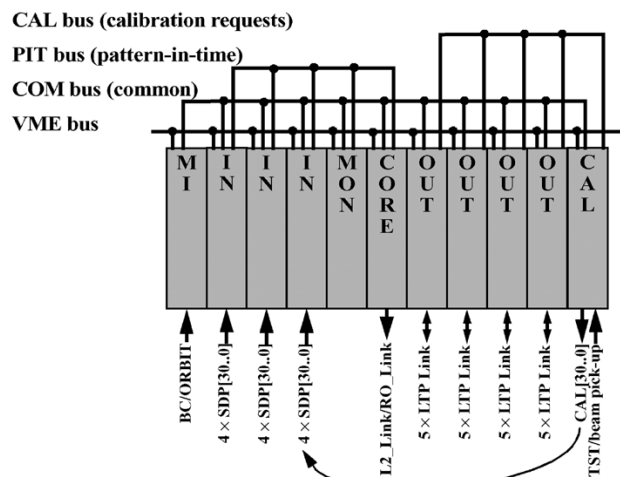 CAL bus (calibration requests)
PIT bus (pattern-in-time)
COM bus (common)
VME bus
MI
IN
IN
IN
MON
CORE
OUT
OUT
OUT
OUT
CAL
BC/ORBIT
4 × SDP[30..0]
4 × SDP[30..0]
4 × SDP[30..0]
L2_Link/RO_Link
5 × LTP Link
5 × LTP Link
5 × LTP Link
5 × LTP Link
CAL[30..0]
TST/beam pick-up